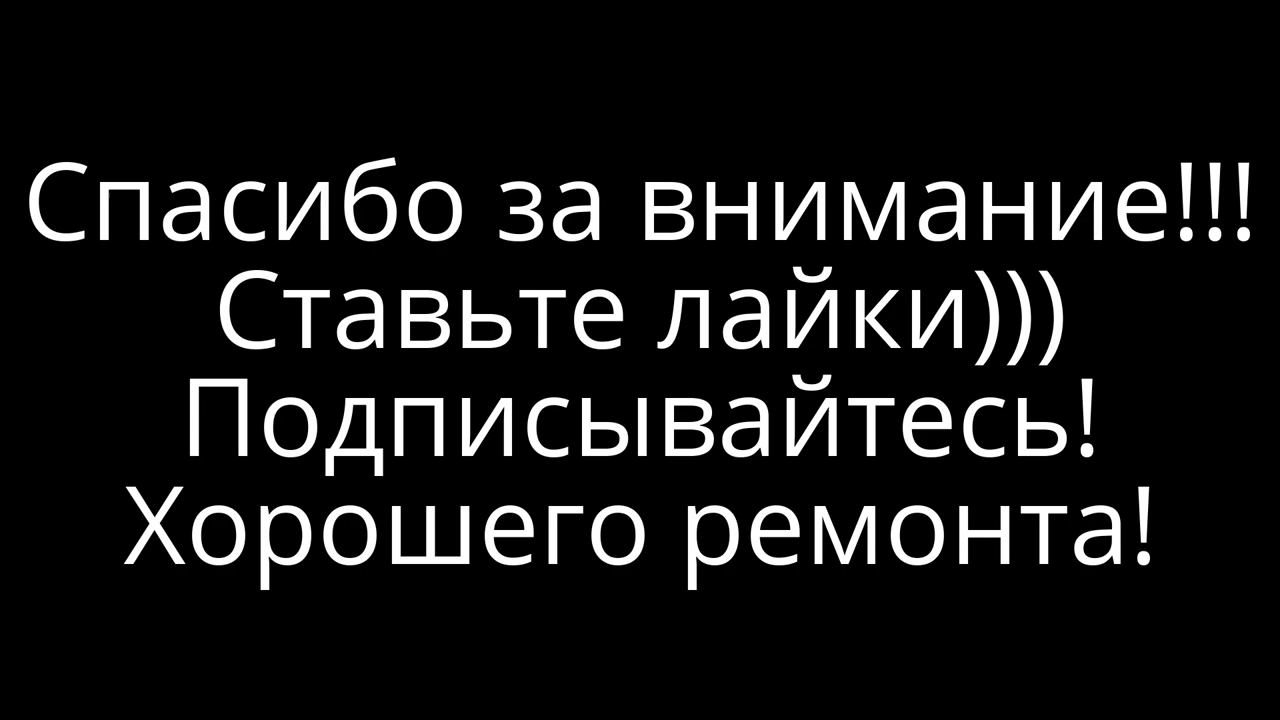 Спасибо за внимание!!!
Ставьте лайки)))
Подписывайтесь!
Хорошего ремонта!